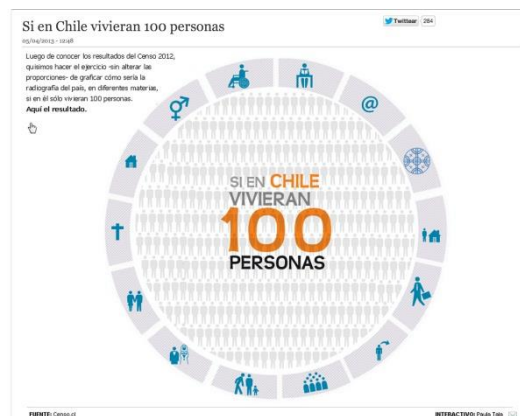 Si en Chile vivieran 100 personas
05/04/2013 - 12:48
Twittear 284
Luego de conocer los resultados del Censo 2012,
quisimos hacer el ejercicio -sin alterar las
proporciones- de graficar cómo sería la
radiografía del país, en diferentes materias,
si en él sólo vivieran 100 personas.
Aquí el resultado.
@
SI EN CHILE
VIVIERAN
100
PERSONAS
FUENTE: Censo.cl
INTERACTIVO: Paula Tala